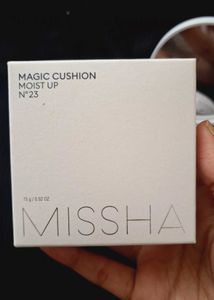 MAGIC CUSHION
MOIST UP
N°23
15 g / 0.52 OZ.
MISSHA